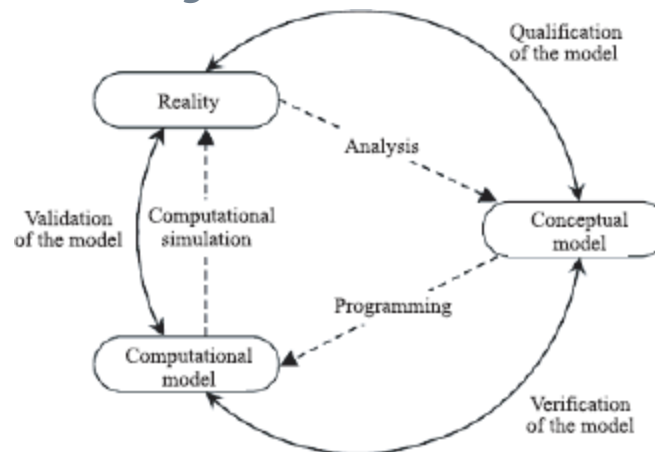 Qualification
of the model
Reality
Analysis
Validation
of the model
Computational
simulation
Conceptual
model
Programming
Computational
model
Verification
of the model